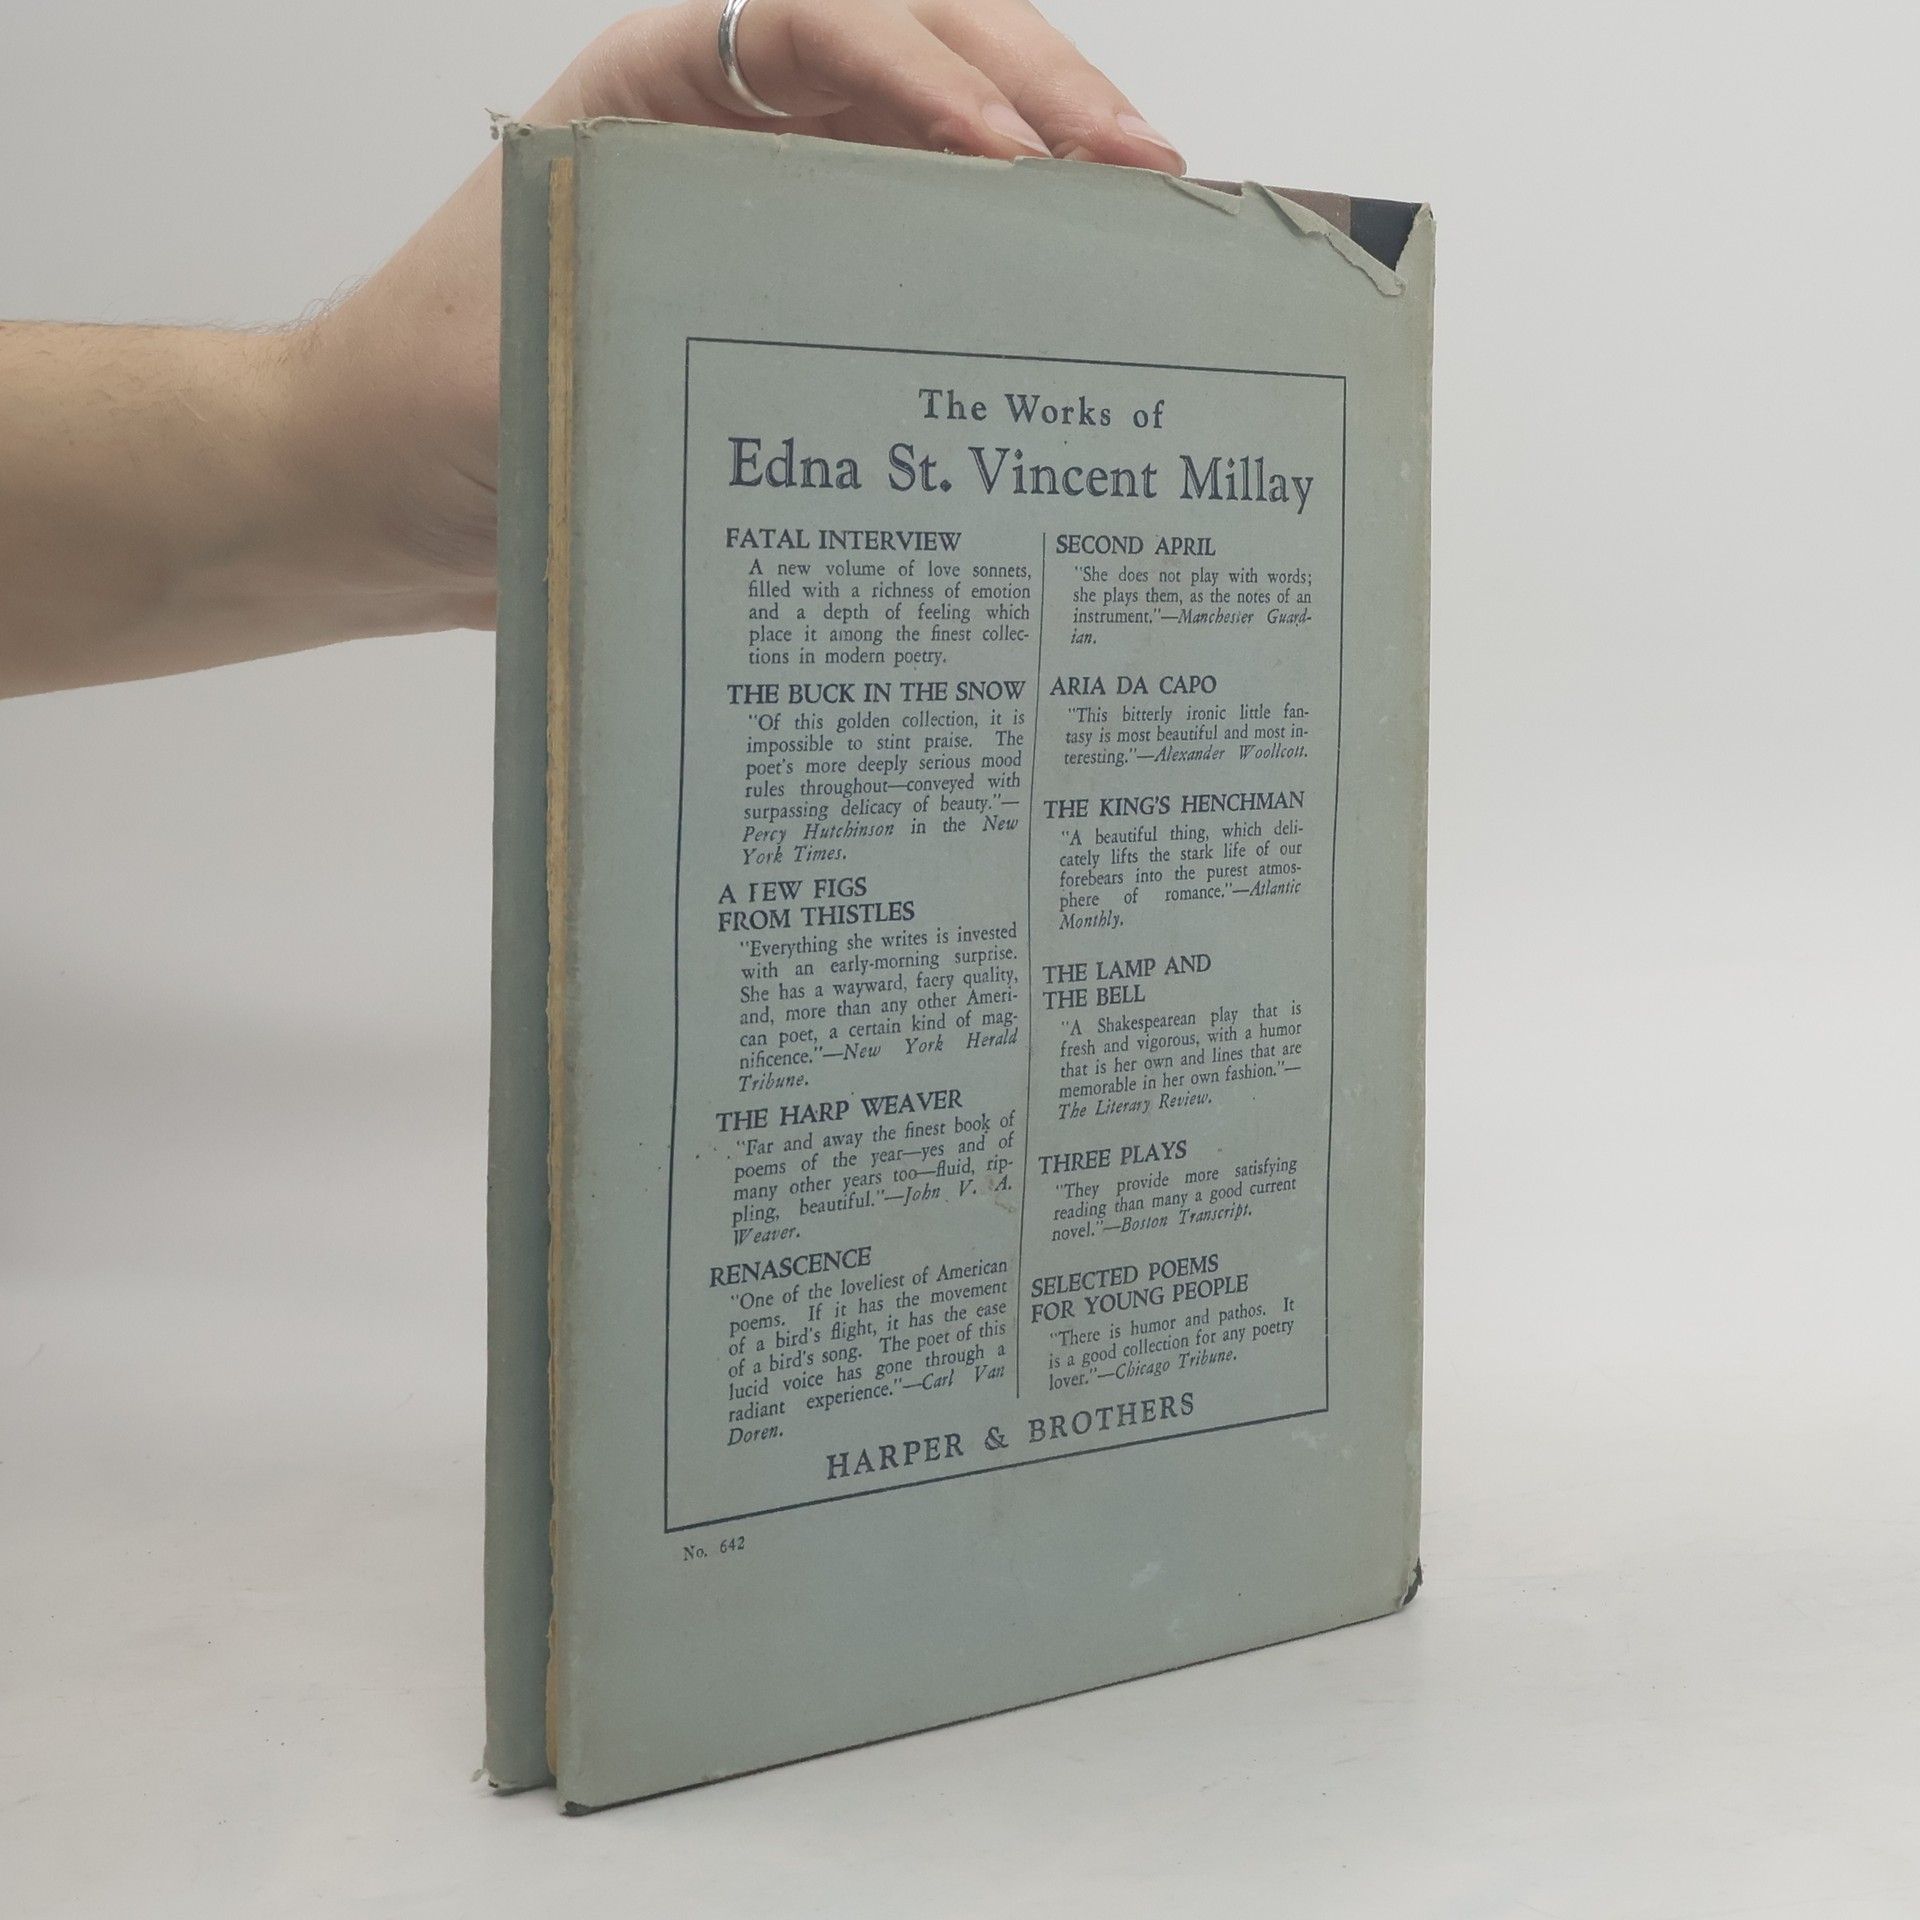 The Works of
Edna St. Vincent Millay
FATAL INTERVIEW
A new volume of love sonnets,
filled with a richness of emotion
and a depth of feeling which
place it among the finest collec-
tions in modern poetry.
THE BUCK IN THE SNOW
"Of this golden collection, it is
impossible to stint praise. The
poet's more deeply serious mood
rules throughout—conveyed with
surpassing delicacy of beauty."—
Percy Hutchinson in the New
York Times.
A FEW FIGS
FROM THISTLES
"Everything she writes is invested
with an early-morning surprise.
She has a wayward, faery quality,
and, more than any other Ameri-
can poet, a certain kind of mag-
nificence."—New York Herald
Tribune.
THE HARP WEAVER
"Far and away the finest book of
poems of the year—yes and of
many other years too—fluid, rip-
pling, beautiful."—John V. A.
Weaver.
RENASCENCE
"One of the loveliest of American
poems. If it has the movement
of a bird's flight, it has the ease
of a bird's song. The poet of this
lucid voice has gone through a
radiant experience."—Carl Van
Doren.
SECOND APRIL
"She does not play with words;
she plays them, as the notes of an
instrument."—Manchester Guard-
ian.
ARIA DA CAPO
"This bitterly ironic little fan-
tasy is most beautiful and most in-
teresting."—Alexander Woollcott.
THE KING'S HENCHMAN
"A beautiful thing, which deli-
cately lifts the stark life of our
forebears into the purest atmos-
phere of romance."—Atlantic
Monthly.
THE LAMP AND
THE BELL
"A Shakespearean play that is
fresh and vigorous, with a humor
that is her own and lines that are
memorable in her own fashion."—
The Literary Review.
THREE PLAYS
"They provide more satisfying
reading than many a good current
novel."—Boston Transcript.
SELECTED POEMS
FOR YOUNG PEOPLE
"There is humor and pathos. It
is a good collection for any poetry
lover."—Chicago Tribune.
HARPER & BROTHERS
No. 642